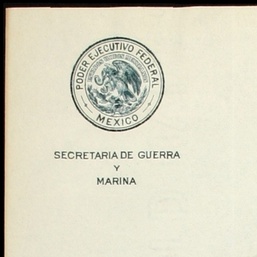 PODER EJECUTIVO FEDERAL
MEXICO
SECRETARIA DE GUERRA
Y
MARINA